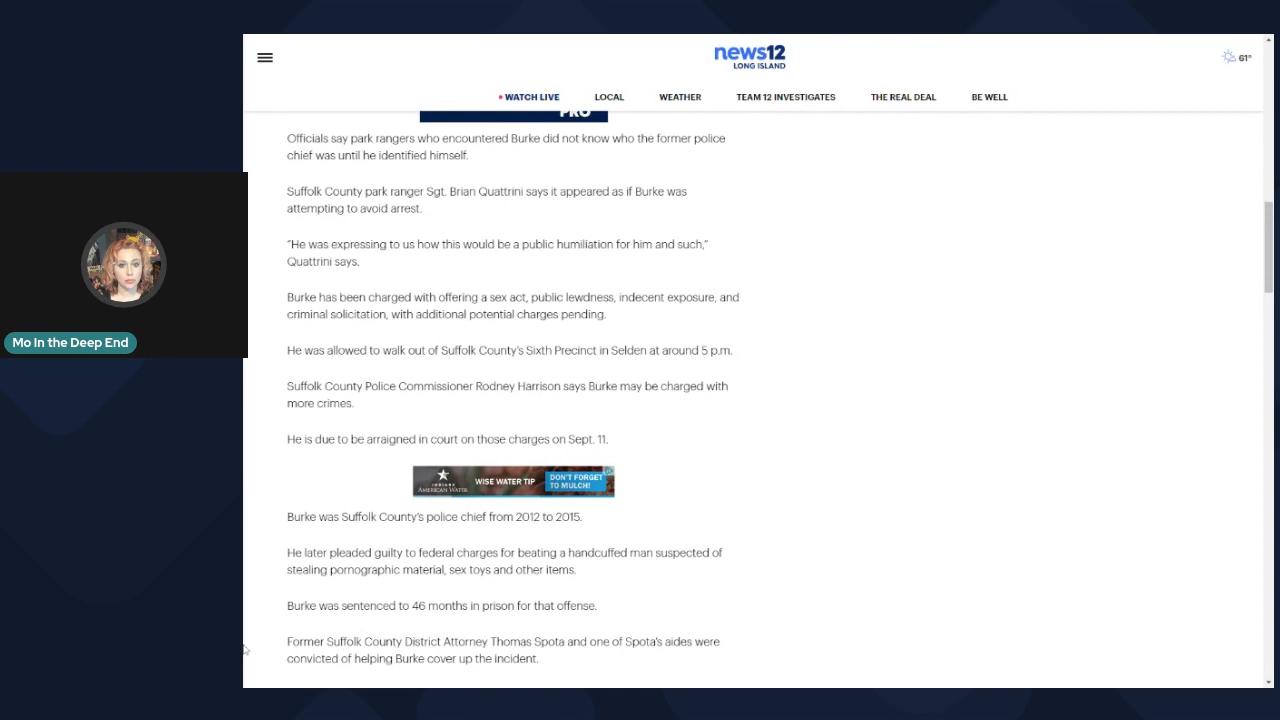 news12
LONG ISLAND
61°
WATCH LIVE
LOCAL
WEATHER
TEAM 12 INVESTIGATES
THE REAL DEAL
BE WELL
PRO
Officials say park rangers who encountered Burke did not know who the former police
chief was until he identified himself.
Suffolk County park ranger Sgt. Brian Quattrini says it appeared as if Burke was
attempting to avoid arrest.
“He was expressing to us how this would be a public humiliation for him and such,”
Quattrini says.
Burke has been charged with offering a sex act, public lewdness, indecent exposure, and
criminal solicitation, with additional potential charges pending.
He was allowed to walk out of Suffolk County’s Sixth Precinct in Selden at around 5 p.m.
Mo In the Deep End
Suffolk County Police Commissioner Rodney Harrison says Burke may be charged with
more crimes.
He is due to be arraigned in court on those charges on Sept. 11.
INDIANA
AMERICAN WATER
WISE WATER TIP
DON'T FORGET
TO MULCH!
Burke was Suffolk County’s police chief from 2012 to 2015.
He later pleaded guilty to federal charges for beating a handcuffed man suspected of
stealing pornographic material, sex toys and other items.
Burke was sentenced to 46 months in prison for that offense.
Former Suffolk County District Attorney Thomas Spota and one of Spota’s aides were
convicted of helping Burke cover up the incident.